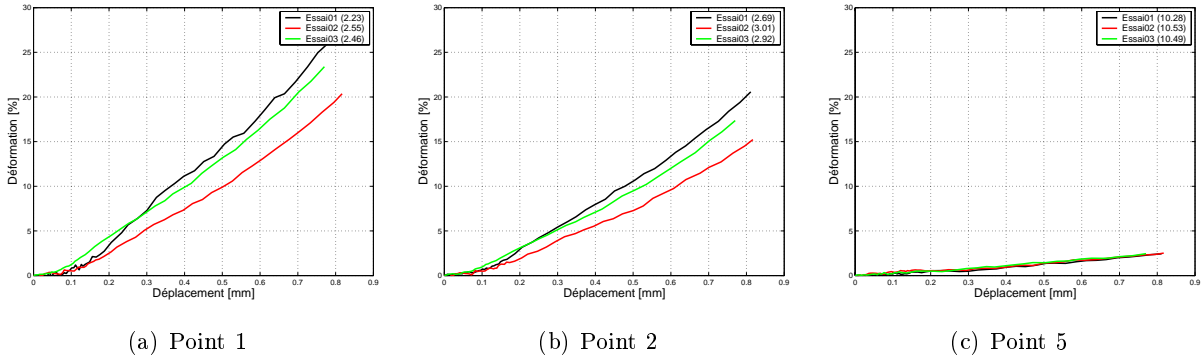 Essai01 (2.23)
Essai02 (2.55)
Essai03 (2.46)
Déformation [%]
30
25
20
15
10
5
0
0 0.1 0.2 0.3 0.4 0.5 0.6 0.7 0.8 0.9
Déplacement [mm]
(a) Point 1
Essai01 (2.69)
Essai02 (3.01)
Essai03 (2.92)
Déformation [%]
30
25
20
15
10
5
0
0 0.1 0.2 0.3 0.4 0.5 0.6 0.7 0.8 0.9
Déplacement [mm]
(b) Point 2
Essai01 (10.28)
Essai02 (10.53)
Essai03 (10.49)
Déformation [%]
30
25
20
15
10
5
0
0 0.1 0.2 0.3 0.4 0.5 0.6 0.7 0.8 0.9
Déplacement [mm]
(c) Point 5